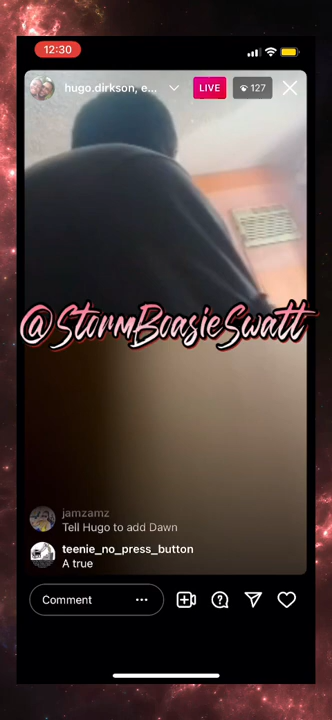 12:30
hugo.dirkson, e...
LIVE
127
@StormBoasieSwatt
jamzamz
Tell Hugo to add Dawn
teenie_no_press_button
A true
Comment